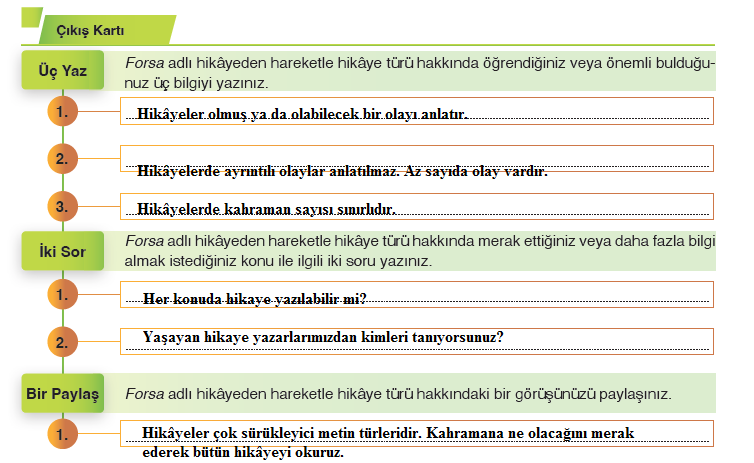 Çıkış Kartı
Üç Yaz
Forsa adlı hikâyeden hareketle hikâye türü hakkında öğrendiğiniz veya önemli bulduğu-
nuz üç bilgiyi yazınız.
1.
Hikâyeler olmuş ya da olabilecek bir olayı anlatır.
2.
Hikâyelerde ayrıntılı olaylar anlatılmaz. Az sayıda olay vardır.
3.
Hikâyelerde kahraman sayısı sınırlıdır.
İki Sor
Forsa adlı hikâyeden hareketle hikâye türü hakkında merak ettiğiniz veya daha fazla bilgi
almak istediğiniz konu ile ilgili iki soru yazınız.
1.
Her konuda hikaye yazılabilir mi?
2.
Yaşayan hikaye yazarlarımızdan kimleri tanıyorsunuz?
Bir Paylaş
Forsa adlı hikâyeden hareketle hikâye türü hakkındaki bir görüşünüzü paylaşınız.
1.
Hikâyeler çok sürükleyici metin türleridir. Kahramana ne olacağını merak
ederek bütün hikâyeyi okuruz.